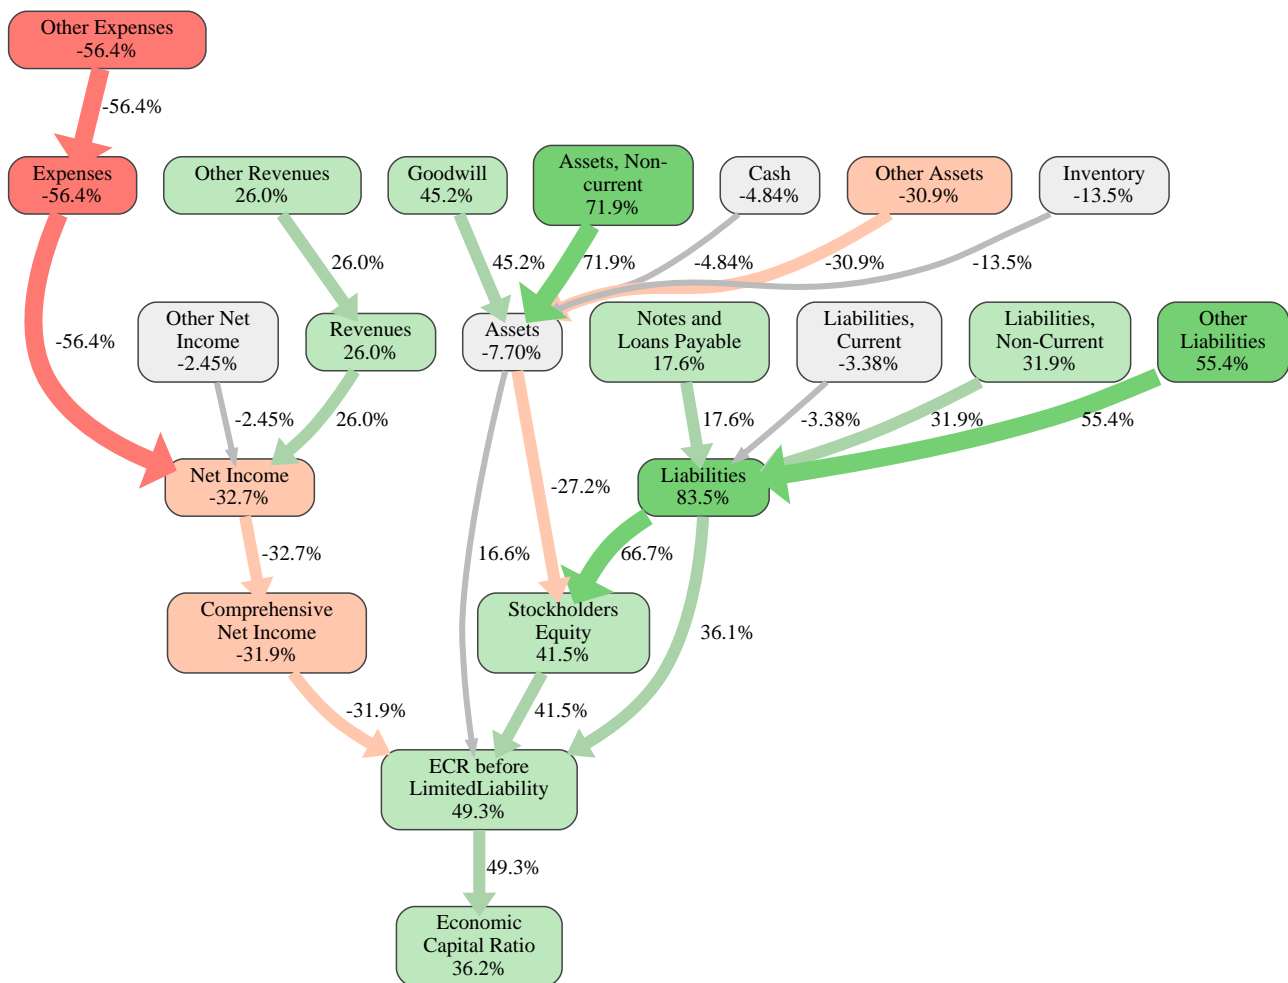 Other Expenses
-56.4%
-56.4%
Expenses
-56.4%
Other Revenues
26.0%
Goodwill
45.2%
Assets, Non-
current
71.9%
Cash
-4.84%
Other Assets
-30.9%
Inventory
-13.5%
26.0%
45.2%
71.9%
-4.84%
-30.9%
-13.5%
-56.4%
Other Net
Income
-2.45%
Revenues
26.0%
Assets
-7.70%
Notes and
Loans Payable
17.6%
Liabilities,
Current
-3.38%
Liabilities,
Non-Current
31.9%
Other
Liabilities
55.4%
-2.45%
26.0%
17.6%
-3.38%
31.9%
55.4%
Net Income
-32.7%
-27.2%
Liabilities
83.5%
-32.7%
16.6%
66.7%
Comprehensive
Net Income
-31.9%
Stockholders
Equity
41.5%
36.1%
-31.9%
41.5%
ECR before
LimitedLiability
49.3%
49.3%
Economic
Capital Ratio
36.2%